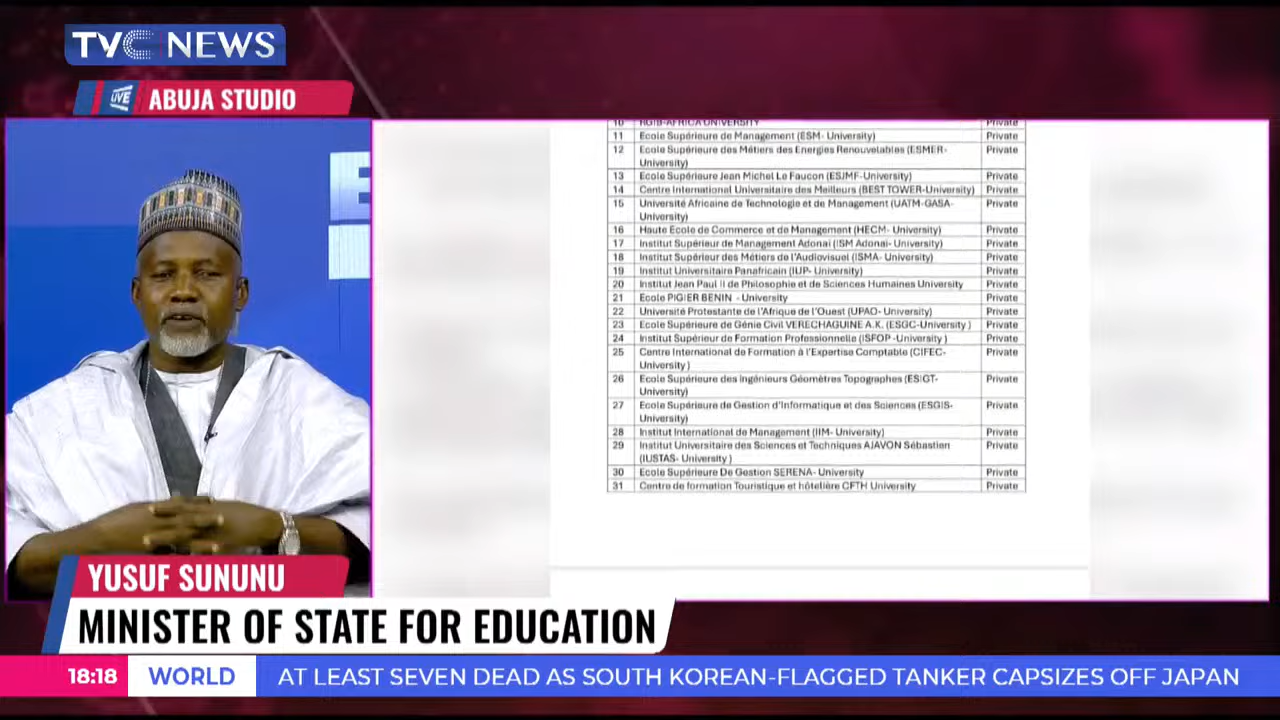 TVC NEWS
LIVE
ABUJA STUDIO
10 RGIB-AFRICA UNIVERSITY Private
11 Ecole Supérieure de Management (ESM- University) Private
12 Ecole Supérieure des Métiers des Energies Renouvelables (ESMER- Private
University)
13 Ecole Supérieure Jean Michel Le Faucon (ESJMF-University) Private
14 Centre International Universitaire des Meilleurs (BEST TOWER-University) Private
15 Université Africaine de Technologie et de Management (UATM-GASA- Private
University)
16 Haute Ecole de Commerce et de Management (HECM- University) Private
17 Institut Supérieur de Management Adonai (ISM Adonai- University) Private
18 Institut Supérieur des Métiers de l'Audiovisuel (ISMA- University) Private
19 Institut Universitaire Panafricain (IUP- University) Private
20 Institut Jean Paul II de Philosophie et de Sciences Humaines University Private
21 Ecole PIGIER BENIN - University Private
22 Université Protestante de l'Afrique de l'Ouest (UPAO- University) Private
23 Ecole Supérieure de Génie Civil VERECHAGUINE A.K. (ESGC-University ) Private
24 Institut Supérieur de Formation Professionnelle (ISFOP -University ) Private
25 Centre International de Formation à l'Expertise Comptable (CIFEC- Private
University )
26 Ecole Supérieure des Ingénieurs Géomètres Topographes (ESIGT- Private
University)
27 Ecole Supérieure de Gestion d'Informatique et des Sciences (ESGIS- Private
University)
28 Institut International de Management (IIM- University) Private
29 Institut Universitaire des Sciences et Techniques AJAVON Sébastien Private
(IUSTAS- University )
30 Ecole Supérieure De Gestion SERENA- University Private
31 Centre de formation Touristique et hôtelière CFTH University Private
YUSUF SUNUNU
MINISTER OF STATE FOR EDUCATION
18:18 WORLD AT LEAST SEVEN DEAD AS SOUTH KOREAN-FLAGGED TANKER CAPSIZES OFF JAPAN